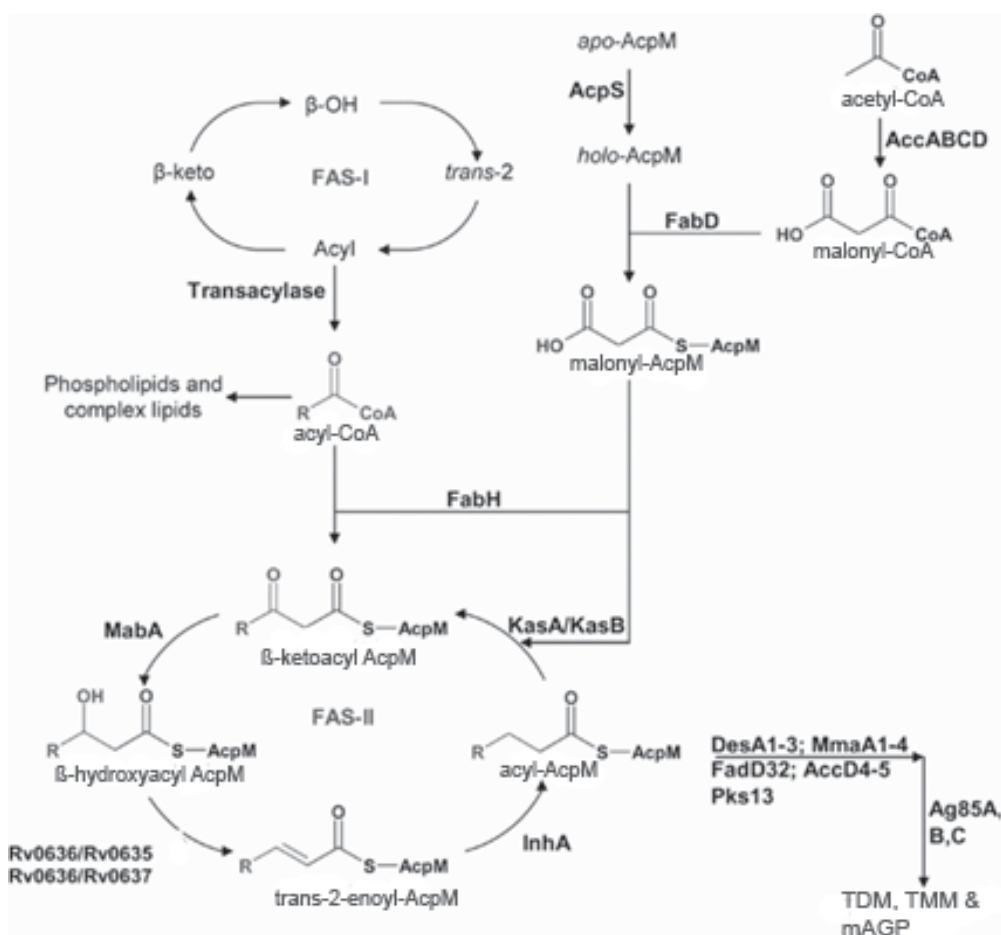 apo-AcpM
AcpS
holo-AcpM
O
CoA
acetyl-CoA
AccABCD
O
O
HO
CoA
malonyl-CoA
FabD
β-OH
β-keto
FAS-I
trans-2
Acyl
Transacylase
O
O
HO
S—AcpM
malonyl-AcpM
Phospholipids and
complex lipids
O
R
CoA
acyl-CoA
FabH
O
O
R
S—AcpM
ß-ketoacyl AcpM
KasA/KasB
MabA
FAS-II
OH
O
R
S—AcpM
ß-hydroxyacyl AcpM
O
R
S—AcpM
acyl-AcpM
DesA1-3; MmaA1-4
FadD32; AccD4-5
Pks13
Ag85A,
B,C
InhA
Rv0636/Rv0635
Rv0636/Rv0637
O
R
S—AcpM
trans-2-enoyl-AcpM
TDM, TMM &
mAGP